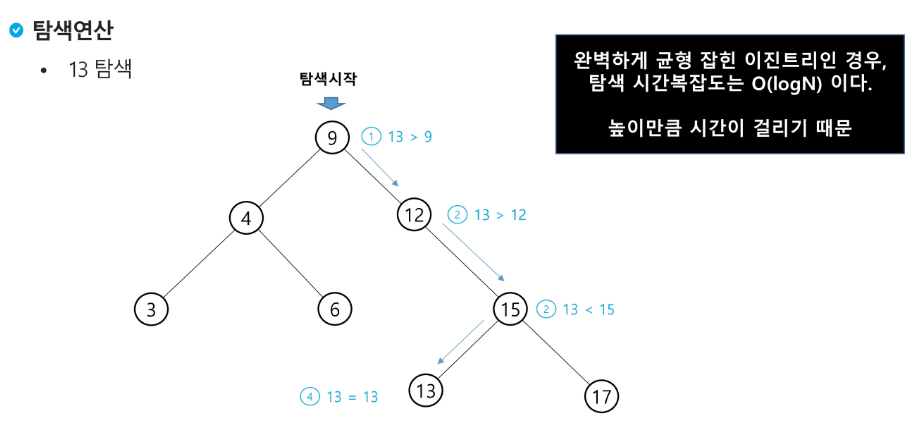 탐색연산
• 13 탐색
완벽하게 균형 잡힌 이진트리인 경우,
탐색 시간복잡도는 O(logN) 이다.
높이만큼 시간이 걸리기 때문
탐색시작
9 ① 13 > 9
4
12 ② 13 > 12
3
6
15 ② 13 < 15
④ 13 = 13
13
17